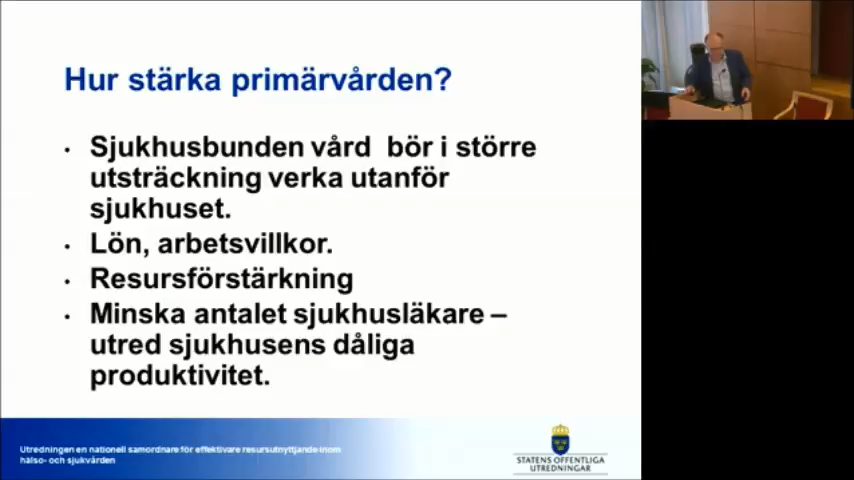 Hur stärka primärvården?
• Sjukhusbunden vård bör i större
utsträckning verka utanför
sjukhuset.
• Lön, arbetsvillkor.
• Resursförstärkning
• Minska antalet sjukhusläkare –
utred sjukhusens dåliga
produktivitet.
Utredningen en nationell samordnare för effektivare resursutnyttjande inom
hälso- och sjukvården
STATENS OFFENTLIGA
UTREDNINGAR